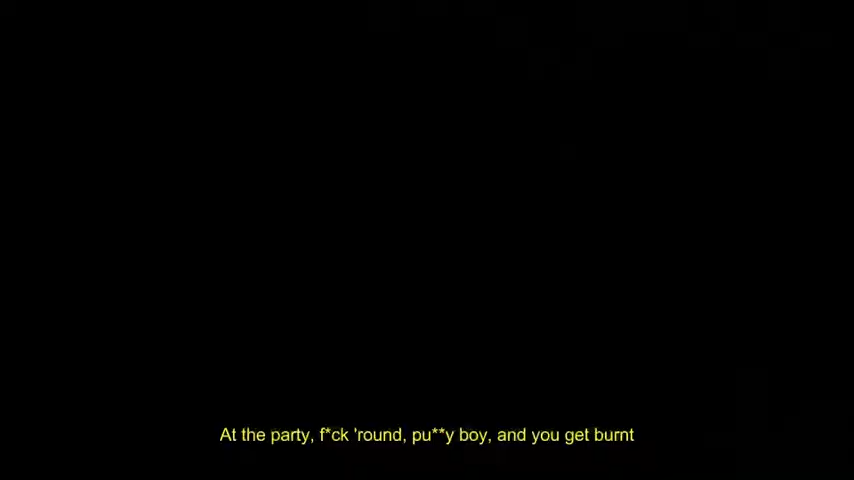 At the party, f*ck 'round, pu**y boy, and you get burnt